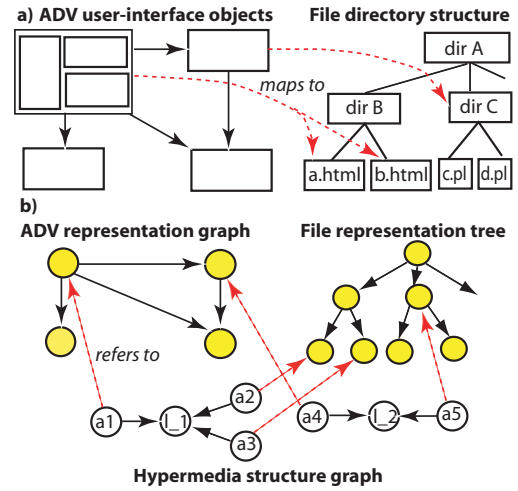 a) ADV user-interface objects
File directory structure
dir A
maps to
dir B
dir C
a.html
b.html
c.pl
d.pl
b)
ADV representation graph
File representation tree
refers to
a1
l_1
a2
a3
a4
l_2
a5
Hypermedia structure graph